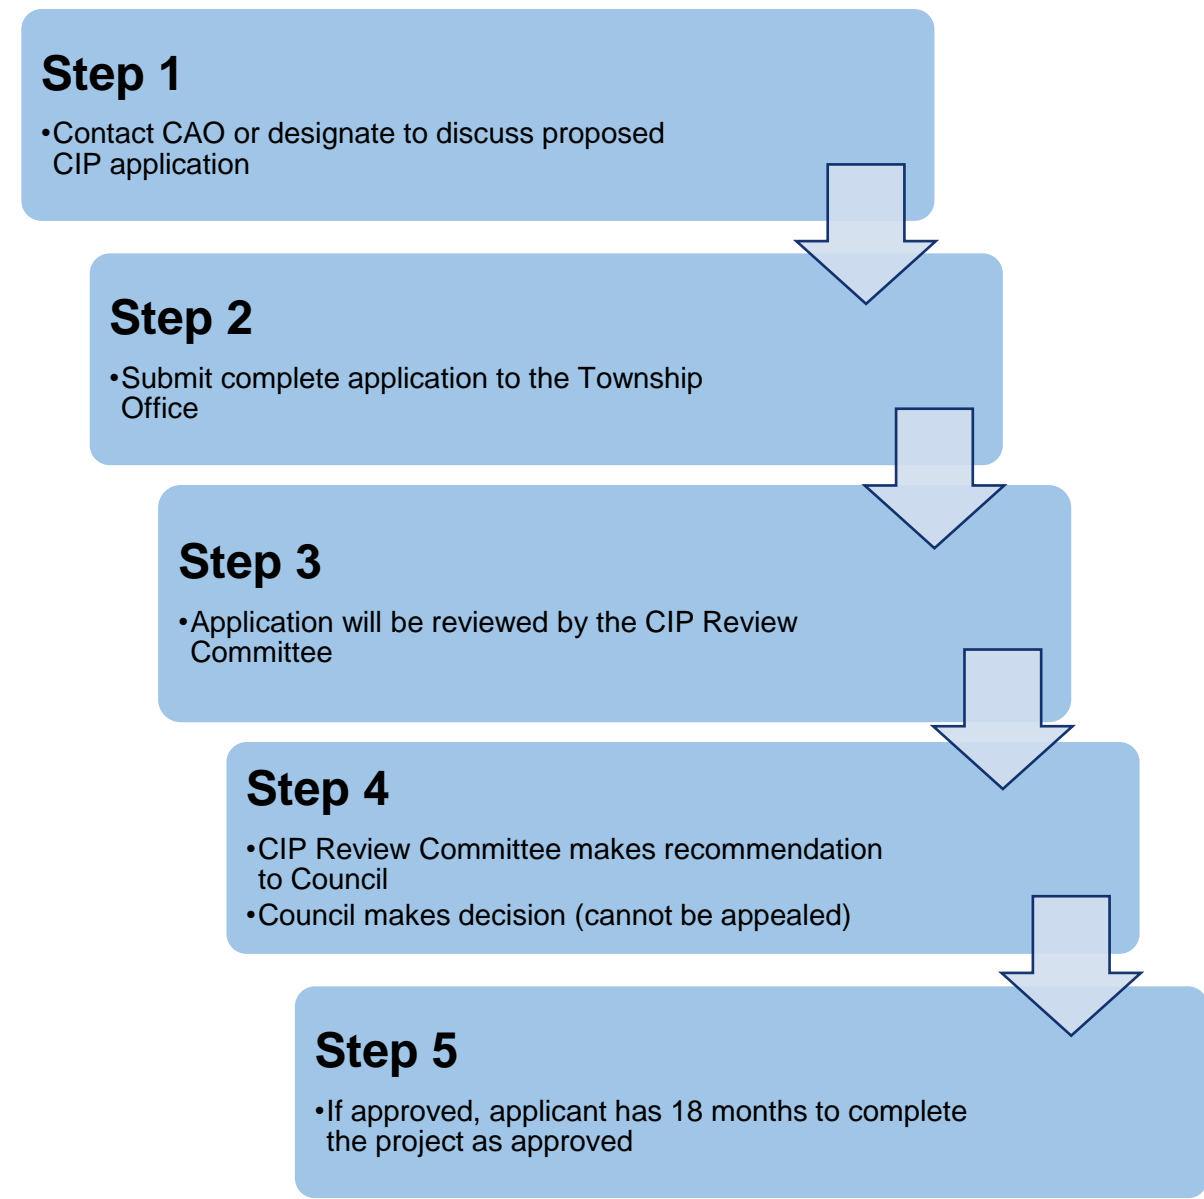 Step 1
•Contact CAO or designate to discuss proposed
CIP application
Step 2
•Submit complete application to the Township
Office
Step 3
•Application will be reviewed by the CIP Review
Committee
Step 4
•CIP Review Committee makes recommendation
to Council
•Council makes decision (cannot be appealed)
Step 5
•If approved, applicant has 18 months to complete
the project as approved